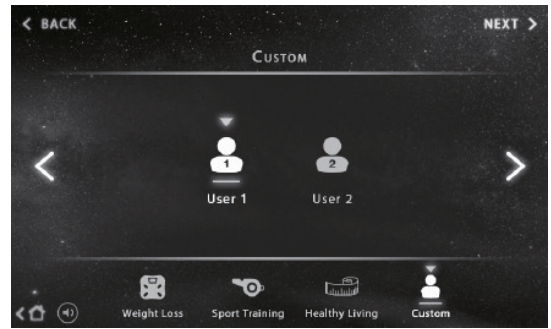 BACK
NEXT
CUSTOM
1
2
User 1
User 2
Weight Loss
Sport Training
Healthy Living
Custom